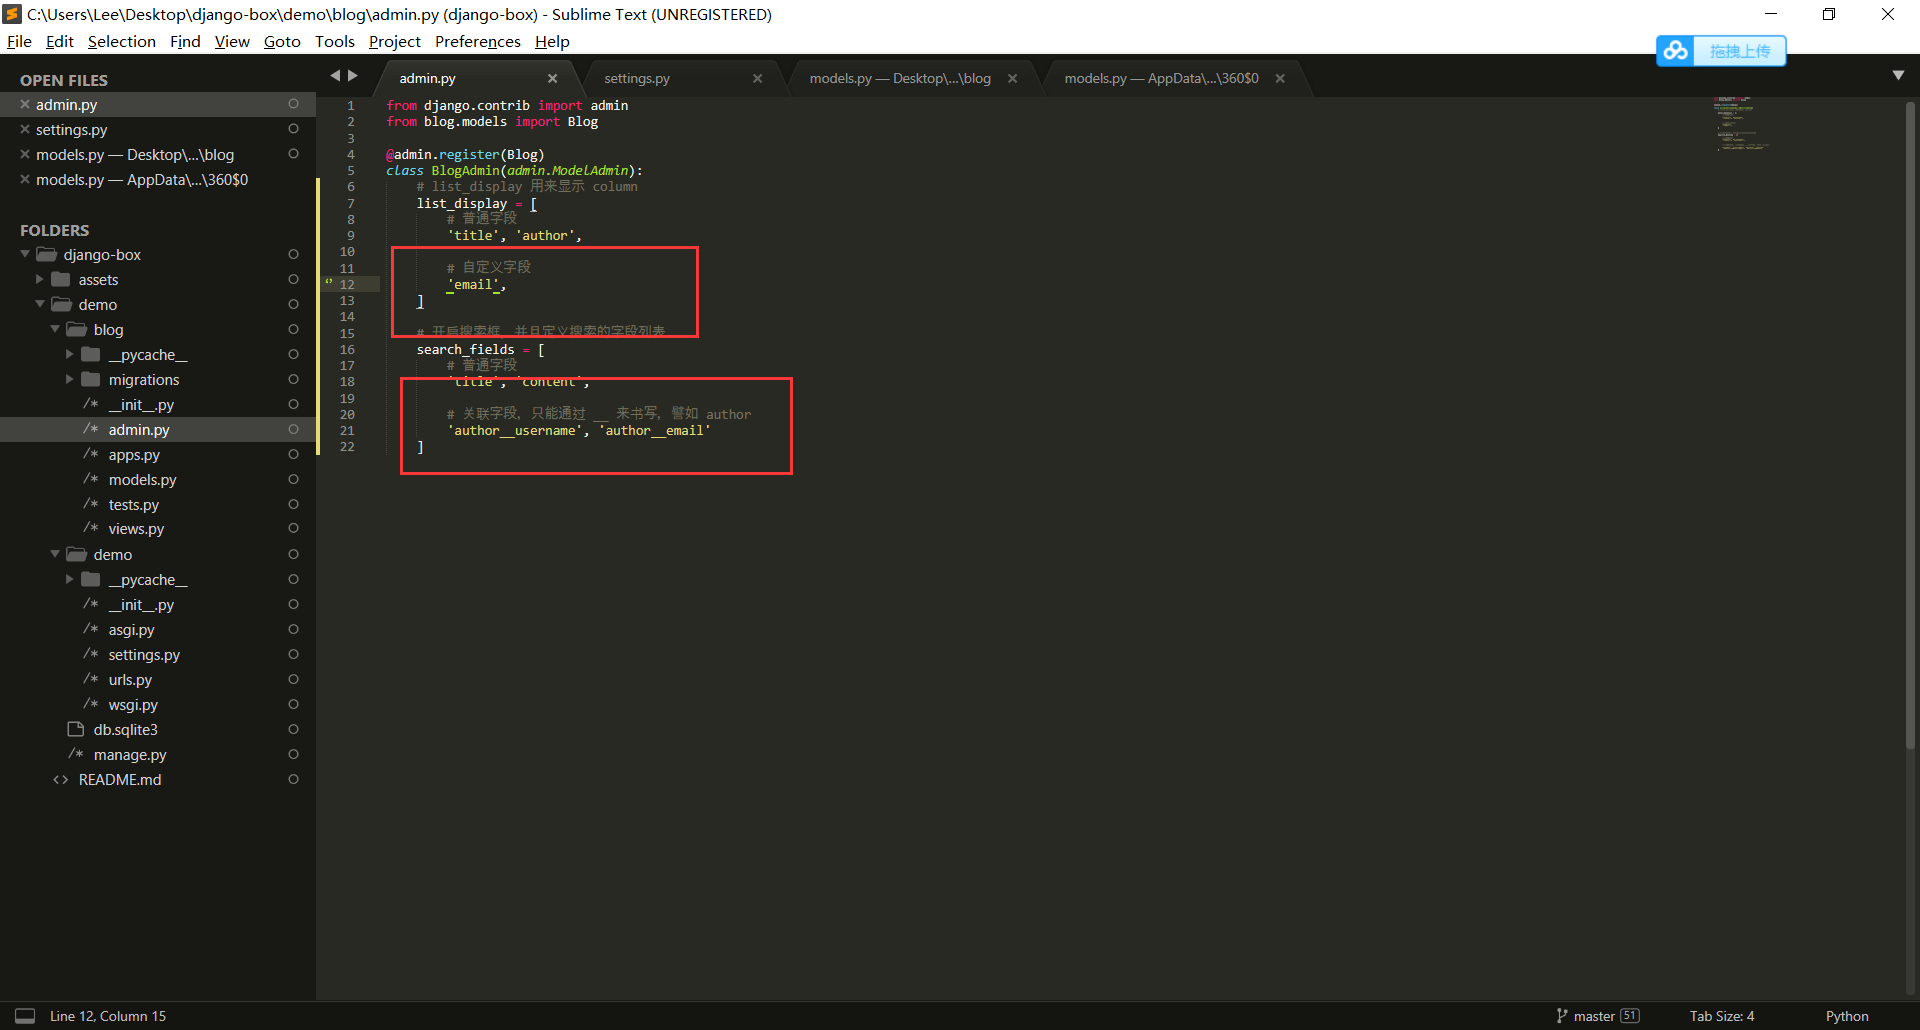 C:\Users\Lee\Desktop\django-box\demo\blog\admin.py (django-box) - Sublime Text (UNREGISTERED)
File Edit Selection Find View Goto Tools Project Preferences Help
拖拽上传
OPEN FILES
admin.py
settings.py
models.py — Desktop\...\blog
models.py — AppData\...\360$0
FOLDERS
django-box
assets
demo
blog
__pycache__
migrations
__init__.py
admin.py
apps.py
models.py
tests.py
views.py
demo
__pycache__
__init__.py
asgi.py
settings.py
urls.py
wsgi.py
db.sqlite3
manage.py
README.md
admin.py settings.py models.py — Desktop\...\blog models.py — AppData\...\360$0
1 from django.contrib import admin
2 from blog.models import Blog
3
4 @admin.register(Blog)
5 class BlogAdmin(admin.ModelAdmin):
6 # list_display 用来显示 column
7 list_display = [
8 # 普通字段
9 'title', 'author',
10
11 # 自定义字段
12 'email',
13 ]
14
15 # 开启搜索框，并且定义搜索的字段列表
16 search_fields = [
17 # 普通字段
18 'title', 'content',
19
20 # 关联字段，只能通过 __ 来书写，譬如 author
21 'author__username', 'author__email'
22 ]
Line 12, Column 15
master 51
Tab Size: 4
Python